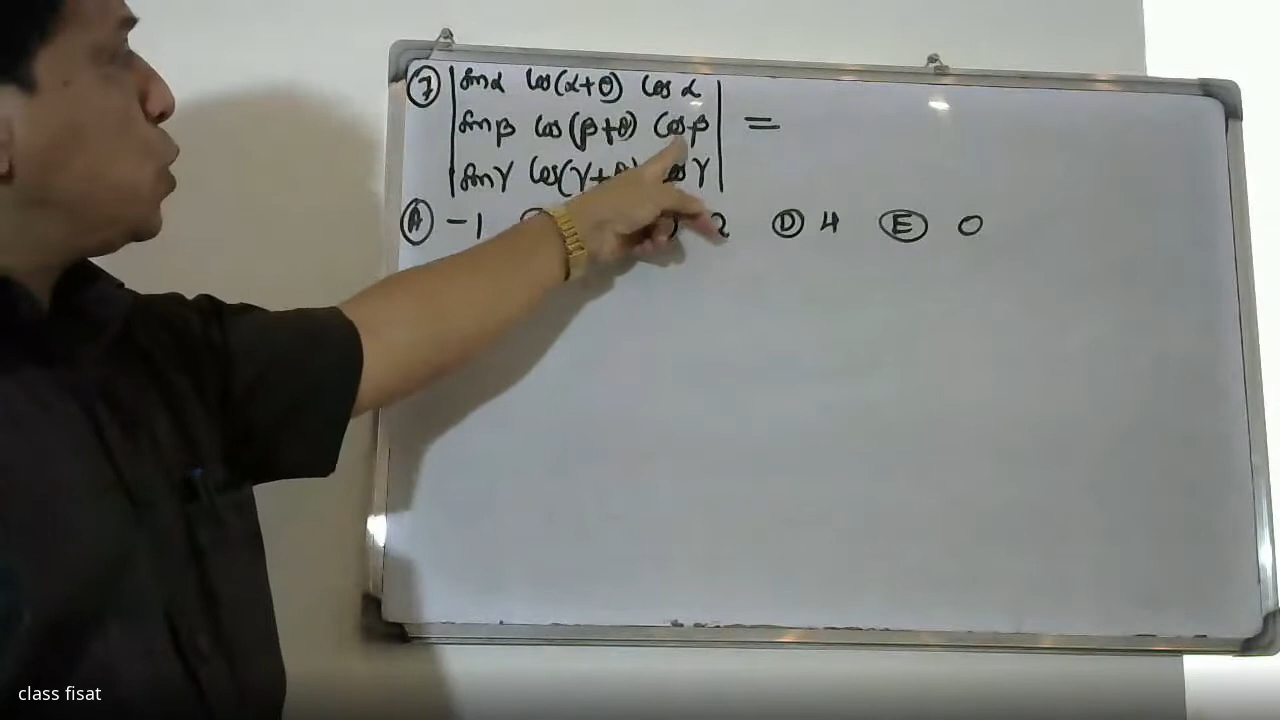 ⑦ |sinα cos(α+θ) cosα|
|sinβ cos(β+θ) cosβ| =
|sinγ cos(γ+θ) cosγ|
Ⓐ -1 2 Ⓓ 4 Ⓔ 0
class fisat